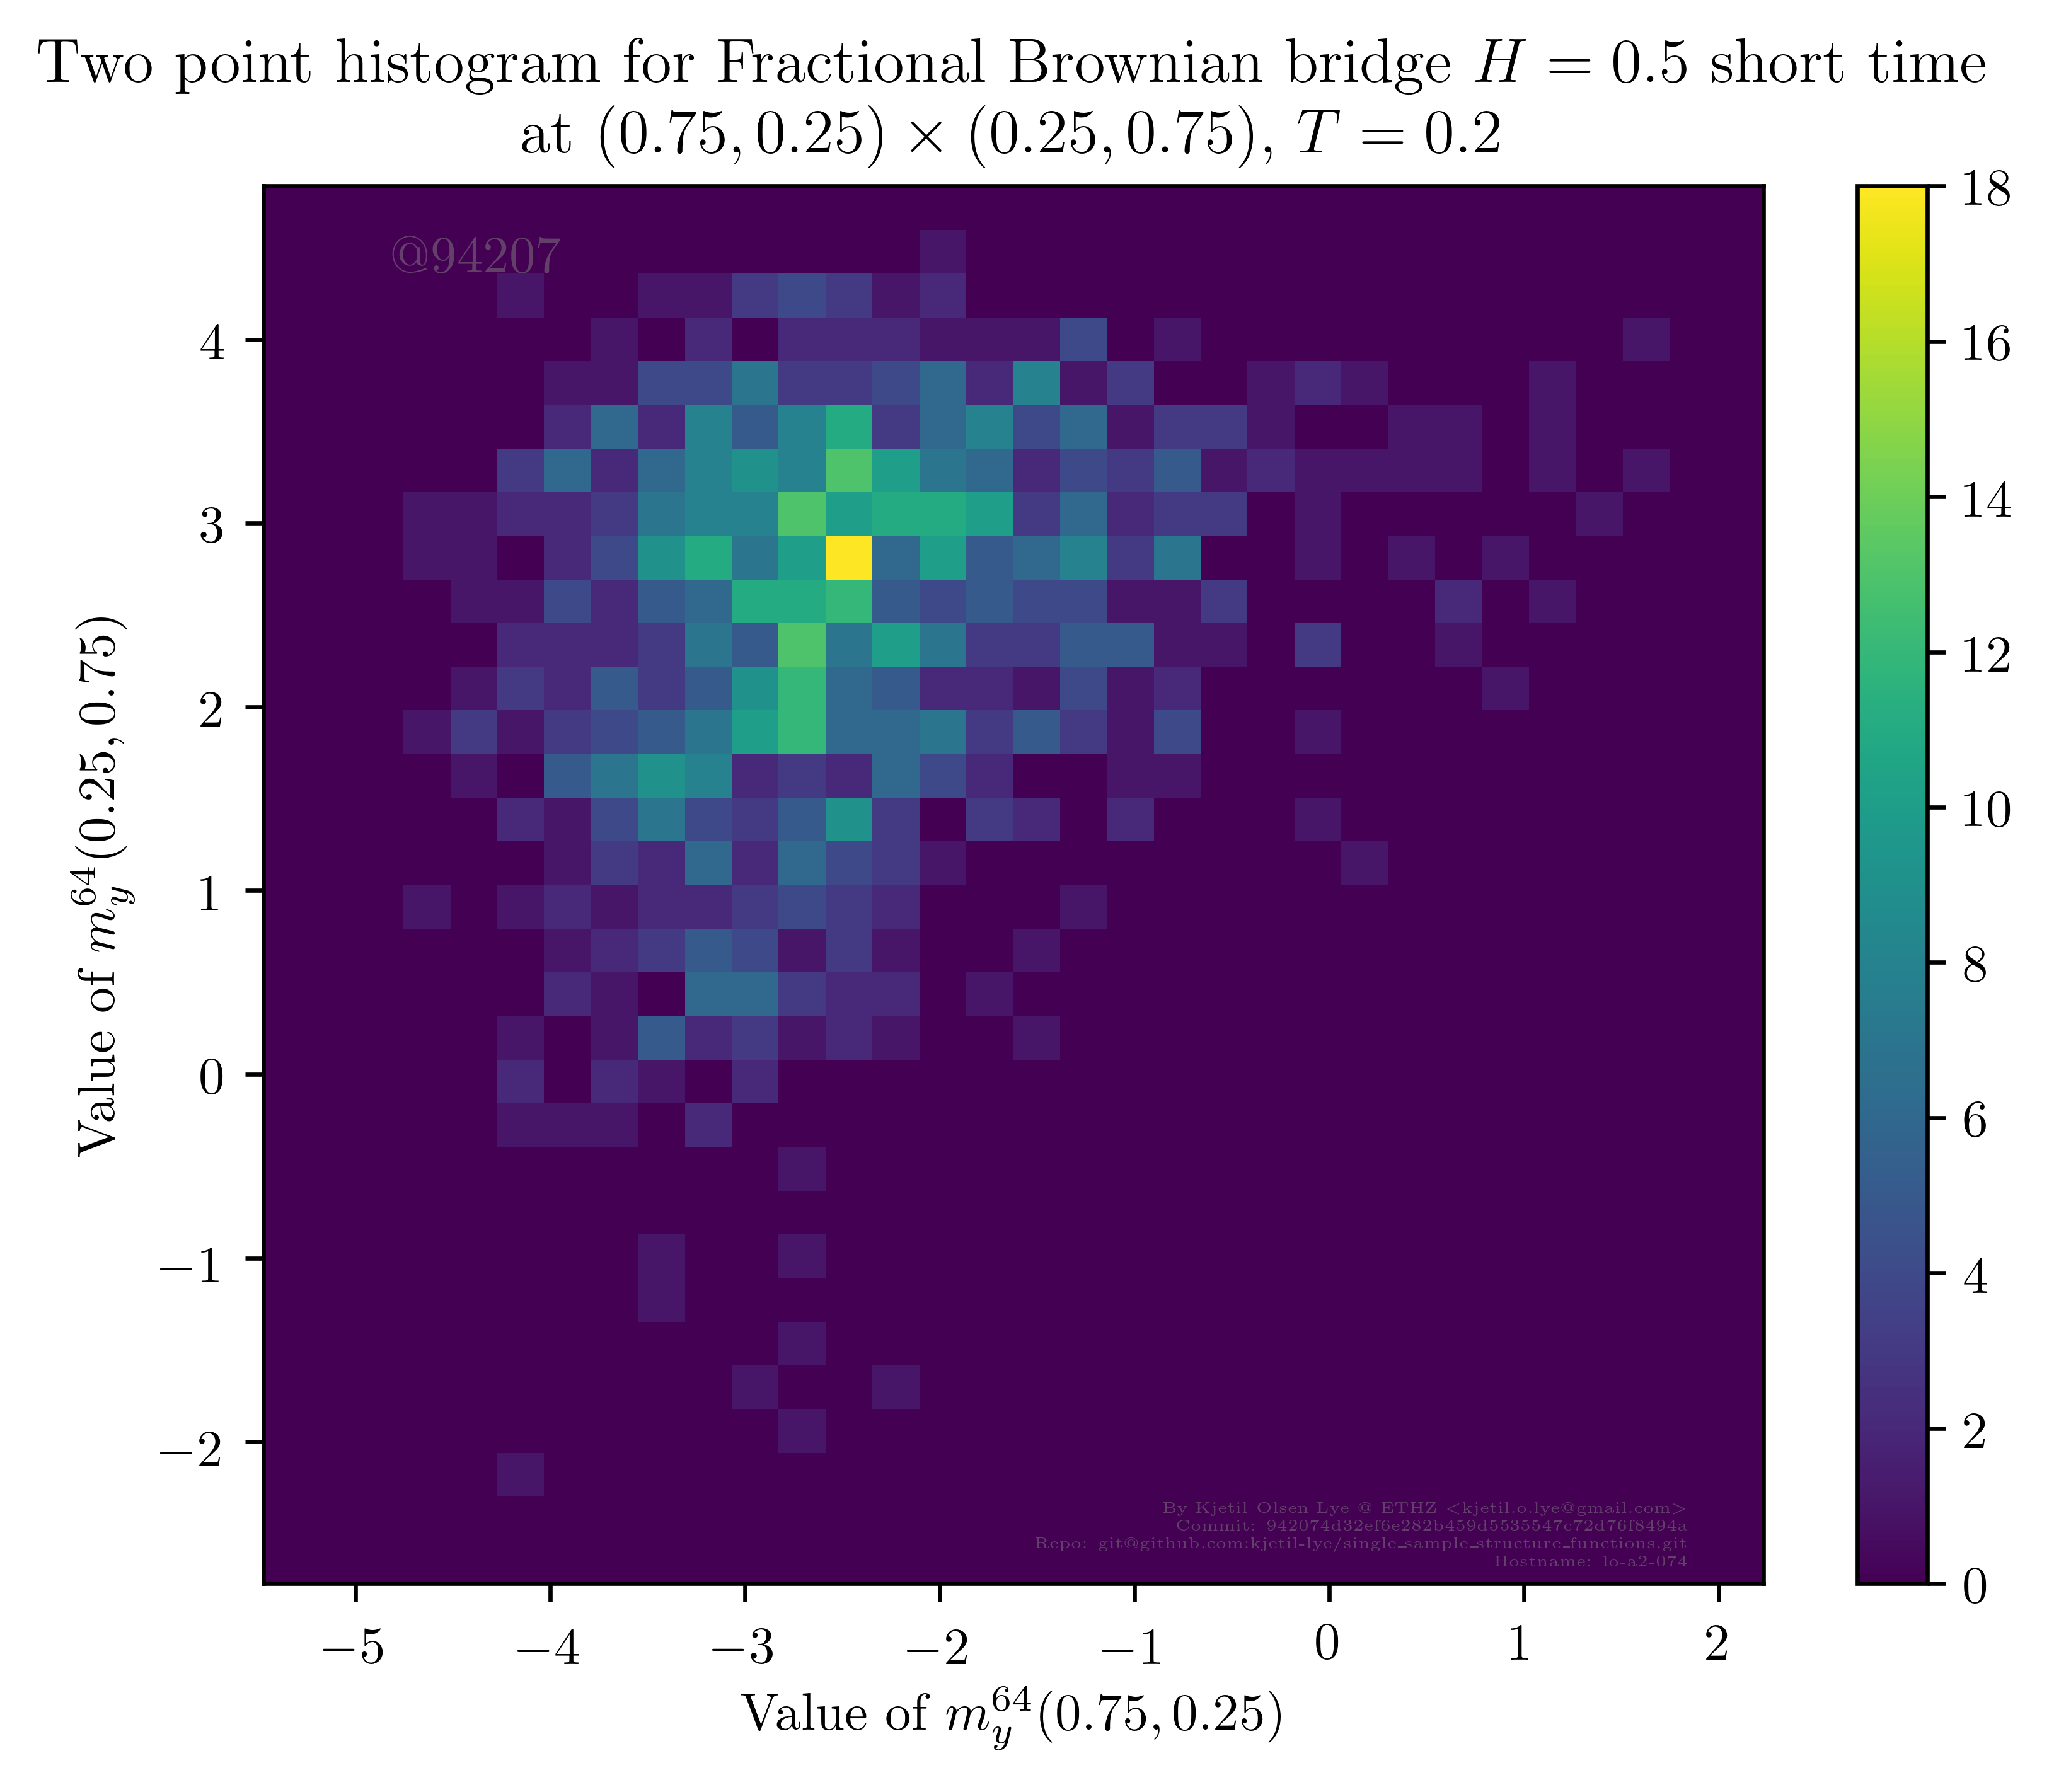 Two point histogram for Fractional Brownian bridge H = 0.5 short time
at (0.75, 0.25) × (0.25, 0.75), T = 0.2
@94207
4
3
2
1
0
−1
−2
Value of m_y^64(0.25, 0.75)
−5 −4 −3 −2 −1 0 1 2
Value of m_y^64(0.75, 0.25)
18
16
14
12
10
8
6
4
2
0
By Kjetil Olsen Lye @ ETHZ <kjetil.o.lye@gmail.com>
Commit: 942074d32ef6e282b459d5535547c72d76f8494a
Repo: git@github.com:kjetil-lye/single_sample_structure_functions.git
Hostname: lo-a2-074